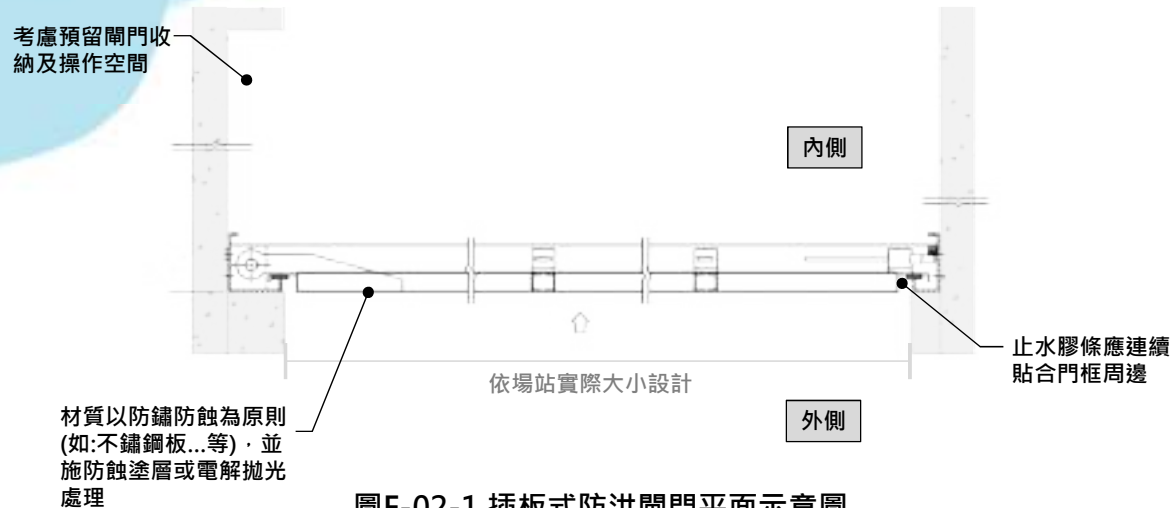 考慮預留閘門收
納及操作空間
內側
止水膠條應連續
貼合門框周邊
依場站實際大小設計
外側
材質以防鏽防蝕為原則
(如:不鏽鋼板...等)，並
施防蝕塗層或電解拋光
處理
圖F-02-1 插板式防洪閘門平面示意圖